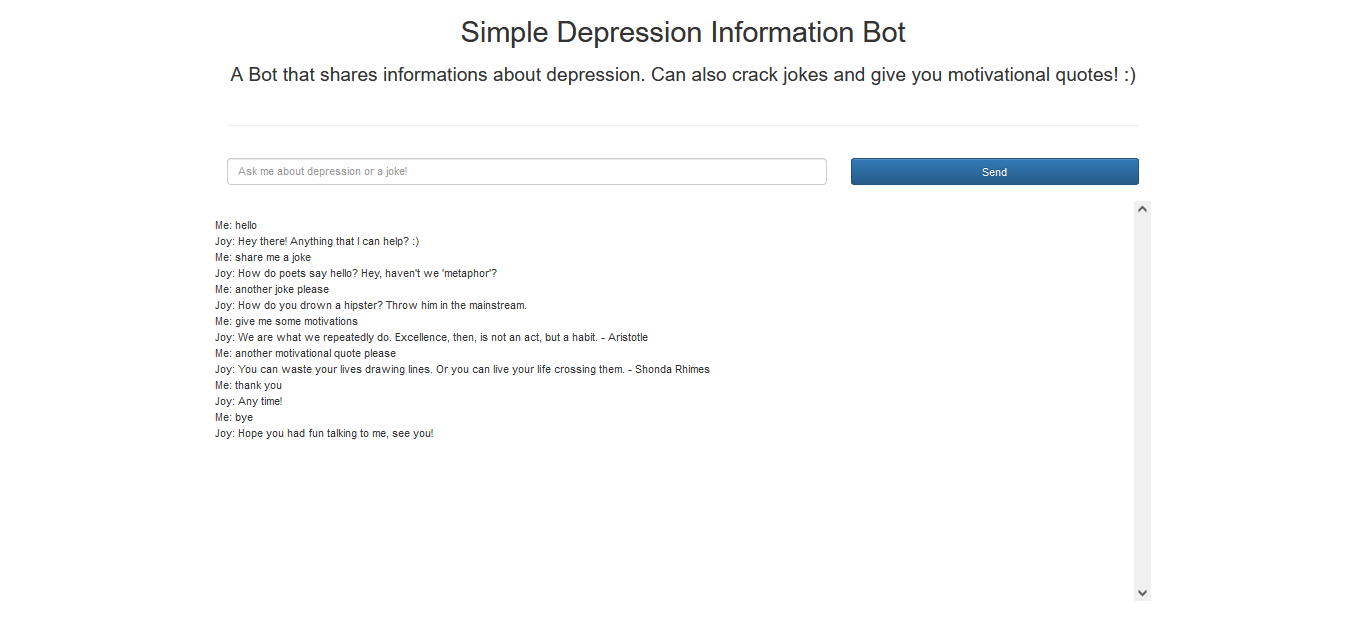 Simple Depression Information Bot
A Bot that shares informations about depression. Can also crack jokes and give you motivational quotes! :)
Ask me about depression or a joke!
Send
Me: hello
Joy: Hey there! Anything that I can help? :)
Me: share me a joke
Joy: How do poets say hello? Hey, haven't we 'metaphor'?
Me: another joke please
Joy: How do you drown a hipster? Throw him in the mainstream.
Me: give me some motivations
Joy: We are what we repeatedly do. Excellence, then, is not an act, but a habit. - Aristotle
Me: another motivational quote please
Joy: You can waste your lives drawing lines. Or you can live your life crossing them. - Shonda Rhimes
Me: thank you
Joy: Any time!
Me: bye
Joy: Hope you had fun talking to me, see you!